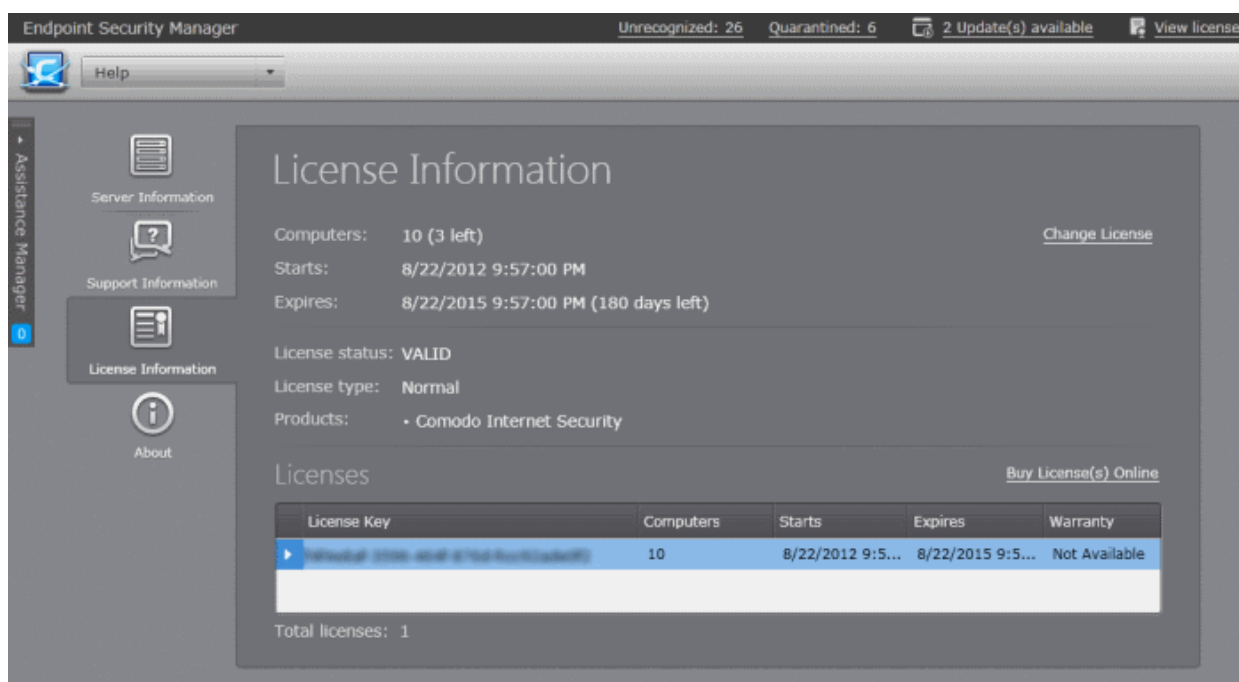 Endpoint Security Manager
Unrecognized: 26
Quarantined: 6
2 Update(s) available
View license
Help
Assistance Manager
0
Server Information
Support Information
License Information
About
License Information
Computers: 10 (3 left)
Change License
Starts: 8/22/2012 9:57:00 PM
Expires: 8/22/2015 9:57:00 PM (180 days left)
License status: VALID
License type: Normal
Products: • Comodo Internet Security
Licenses
Buy License(s) Online
License Key Computers Starts Expires Warranty
10 8/22/2012 9:5... 8/22/2015 9:5... Not Available
Total licenses: 1